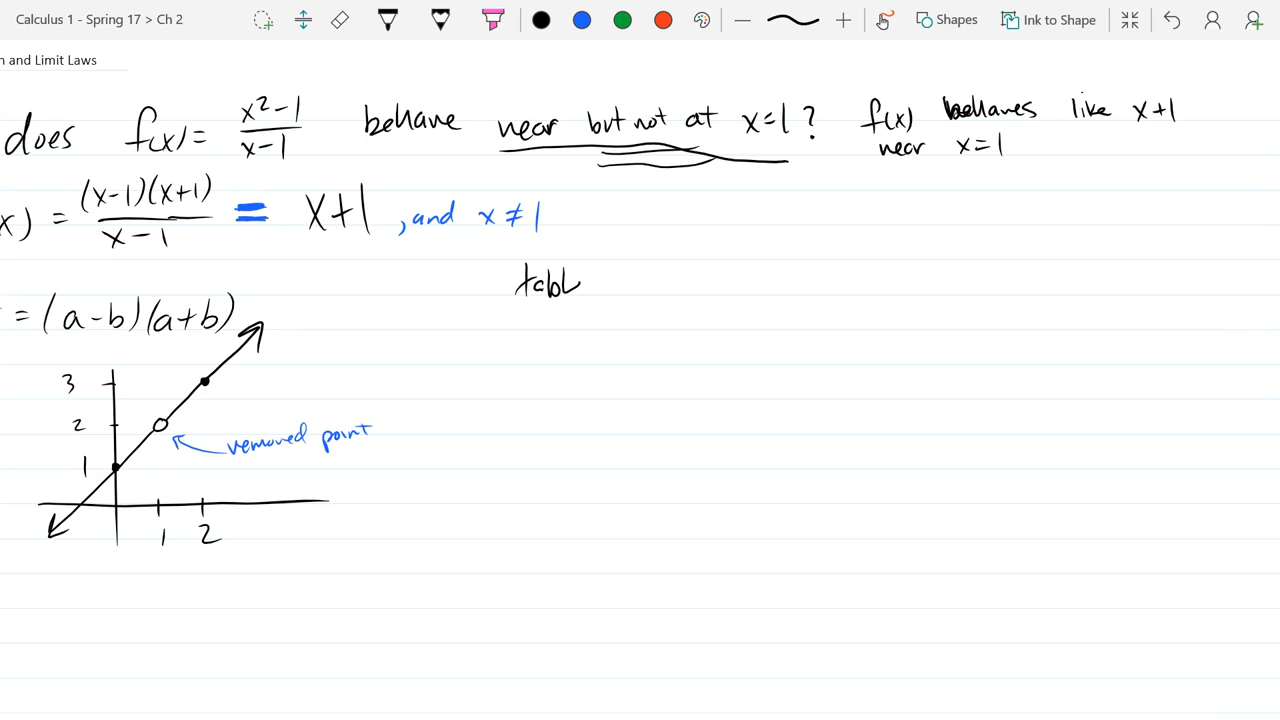 Calculus 1 - Spring 17 > Ch 2
Shapes
Ink to Shape
n and Limit Laws
does f(x) = x²-1 / x-1 behave near but not at x=1? f(x) behaves like x+1
near x=1
x) = (x-1)(x+1) / x-1 = x+1 , and x ≠ 1
tabl
= (a-b)(a+b)
3
2
removed point
1
1 2